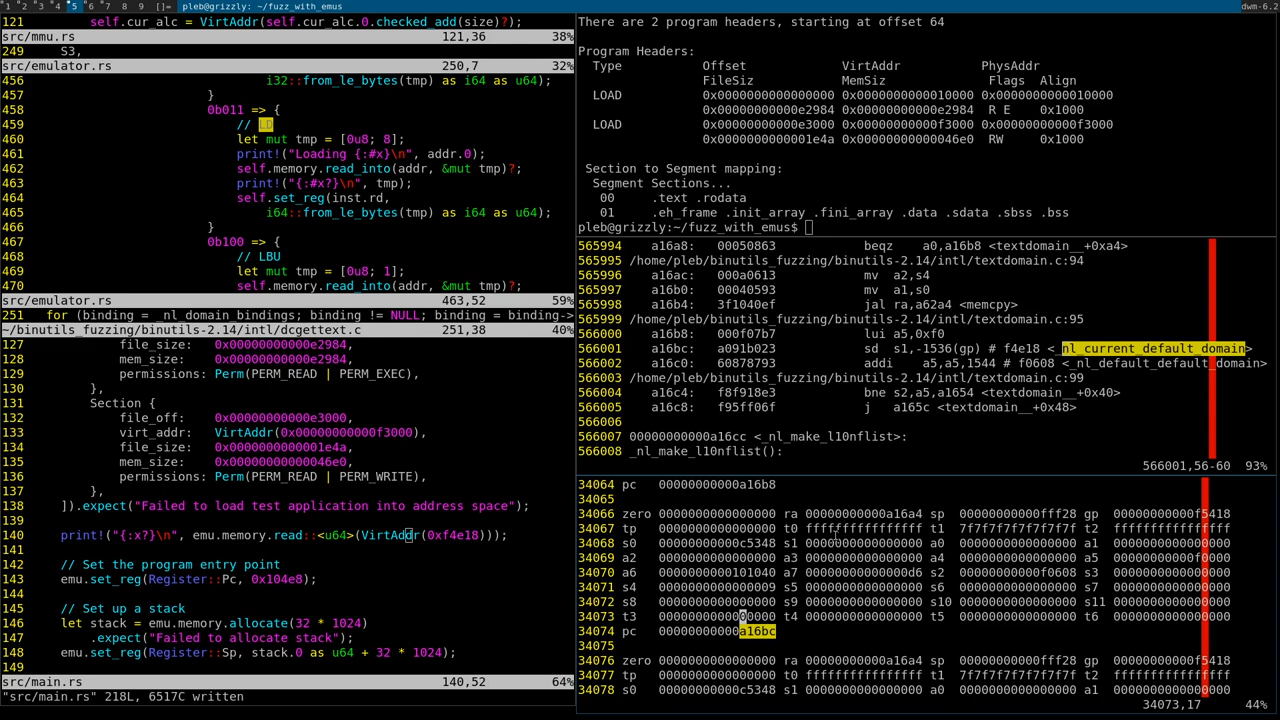 1 2 3 4 5 6 7 8 9 []= pleb@grizzly: ~/fuzz_with_emus dwm-6.2
121 self.cur_alc = VirtAddr(self.cur_alc.0.checked_add(size)?);
src/mmu.rs 121,36 38%
249 S3,
src/emulator.rs 250,7 32%
456 i32::from_le_bytes(tmp) as i64 as u64);
457 }
458 0b011 => {
459 // LD
460 let mut tmp = [0u8; 8];
461 print!("Loading {:#x}\n", addr.0);
462 self.memory.read_into(addr, &mut tmp)?;
463 print!("{:#x?}\n", tmp);
464 self.set_reg(inst.rd,
465 i64::from_le_bytes(tmp) as i64 as u64);
466 }
467 0b100 => {
468 // LBU
469 let mut tmp = [0u8; 1];
470 self.memory.read_into(addr, &mut tmp)?;
src/emulator.rs 463,52 59%
251 for (binding = _nl_domain_bindings; binding != NULL; binding = binding->
~/binutils_fuzzing/binutils-2.14/intl/dcgettext.c 251,38 40%
127 file_size: 0x00000000000e2984,
128 mem_size: 0x00000000000e2984,
129 permissions: Perm(PERM_READ | PERM_EXEC),
130 },
131 Section {
132 file_off: 0x00000000000e3000,
133 virt_addr: VirtAddr(0x00000000000f3000),
134 file_size: 0x0000000000001e4a,
135 mem_size: 0x00000000000046e0,
136 permissions: Perm(PERM_READ | PERM_WRITE),
137 },
138 ]).expect("Failed to load test application into address space");
139
140 print!("{:x?}\n", emu.memory.read::<u64>(VirtAddr(0xf4e18)));
141
142 // Set the program entry point
143 emu.set_reg(Register::Pc, 0x104e8);
144
145 // Set up a stack
146 let stack = emu.memory.allocate(32 * 1024)
147 .expect("Failed to allocate stack");
148 emu.set_reg(Register::Sp, stack.0 as u64 + 32 * 1024);
149
src/main.rs 140,52 64%
"src/main.rs" 218L, 6517C written
There are 2 program headers, starting at offset 64
Program Headers:
Type Offset VirtAddr PhysAddr
FileSiz MemSiz Flags Align
LOAD 0x0000000000000000 0x0000000000010000 0x0000000000010000
0x00000000000e2984 0x00000000000e2984 R E 0x1000
LOAD 0x00000000000e3000 0x00000000000f3000 0x00000000000f3000
0x0000000000001e4a 0x00000000000046e0 RW 0x1000
Section to Segment mapping:
Segment Sections...
00 .text .rodata
01 .eh_frame .init_array .fini_array .data .sdata .sbss .bss
pleb@grizzly:~/fuzz_with_emus$
565994 a16a8: 00050863 beqz a0,a16b8 <textdomain__+0xa4>
565995 /home/pleb/binutils_fuzzing/binutils-2.14/intl/textdomain.c:94
565996 a16ac: 000a0613 mv a2,s4
565997 a16b0: 00040593 mv a1,s0
565998 a16b4: 3f1040ef jal ra,a62a4 <memcpy>
565999 /home/pleb/binutils_fuzzing/binutils-2.14/intl/textdomain.c:95
566000 a16b8: 000f07b7 lui a5,0xf0
566001 a16bc: a091b023 sd s1,-1536(gp) # f4e18 <_nl_current_default_domain>
566002 a16c0: 60878793 addi a5,a5,1544 # f0608 <_nl_default_default_domain>
566003 /home/pleb/binutils_fuzzing/binutils-2.14/intl/textdomain.c:99
566004 a16c4: f8f918e3 bne s2,a5,a1654 <textdomain__+0x40>
566005 a16c8: f95ff06f j a165c <textdomain__+0x48>
566006
566007 00000000000a16cc <_nl_make_l10nflist>:
566008 _nl_make_l10nflist():
566001,56-60 93%
34064 pc 00000000000a16b8
34065
34066 zero 0000000000000000 ra 00000000000a16a4 sp 00000000000fff28 gp 00000000000f5418
34067 tp 0000000000000000 t0 ffffffffffffffff t1 7f7f7f7f7f7f7f7f t2 ffffffffffffffff
34068 s0 00000000000c5348 s1 0000000000000000 a0 0000000000000000 a1 0000000000000000
34069 a2 0000000000000000 a3 0000000000000000 a4 0000000000000000 a5 00000000000f0000
34070 a6 0000000000101040 a7 00000000000000d6 s2 00000000000f0608 s3 0000000000000000
34071 s4 0000000000000009 s5 0000000000000000 s6 0000000000000000 s7 0000000000000000
34072 s8 0000000000000000 s9 0000000000000000 s10 0000000000000000 s11 0000000000000000
34073 t3 0000000000000000 t4 0000000000000000 t5 0000000000000000 t6 0000000000000000
34074 pc 00000000000a16bc
34075
34076 zero 0000000000000000 ra 00000000000a16a4 sp 00000000000fff28 gp 00000000000f5418
34077 tp 0000000000000000 t0 ffffffffffffffff t1 7f7f7f7f7f7f7f7f t2 ffffffffffffffff
34078 s0 00000000000c5348 s1 0000000000000000 a0 0000000000000000 a1 0000000000000000
34073,17 44%